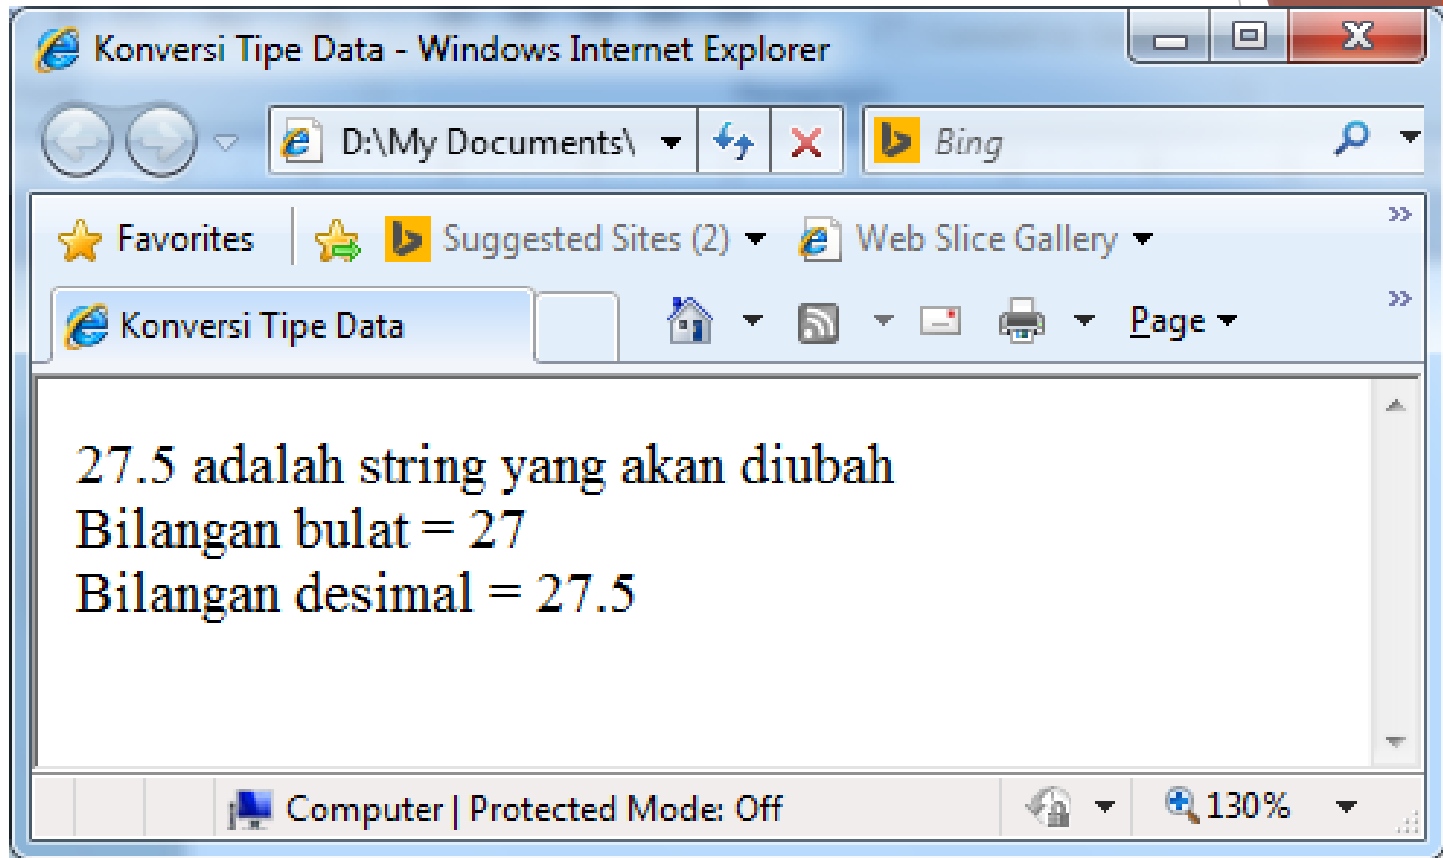 Konversi Tipe Data - Windows Internet Explorer
D:\My Documents\
Bing
Favorites
Suggested Sites (2)
Web Slice Gallery
Konversi Tipe Data
Page
27.5 adalah string yang akan diubah
Bilangan bulat = 27
Bilangan desimal = 27.5
Computer | Protected Mode: Off
130%